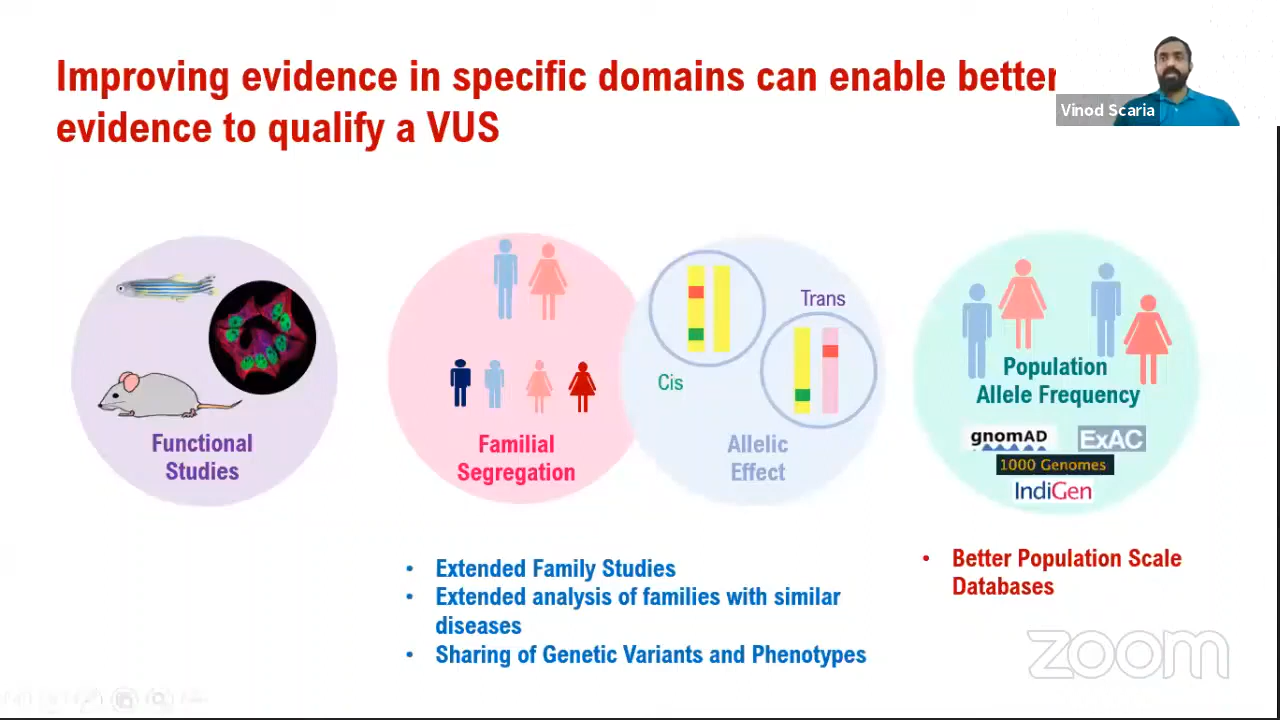 Improving evidence in specific domains can enable better
evidence to qualify a VUS
Vinod Scaria
Functional
Studies
Familial
Segregation
Cis
Trans
Allelic
Effect
Population
Allele Frequency
gnomAD
ExAC
1000 Genomes
IndiGen
• Extended Family Studies
• Extended analysis of families with similar
diseases
• Sharing of Genetic Variants and Phenotypes
• Better Population Scale
Databases
zoom